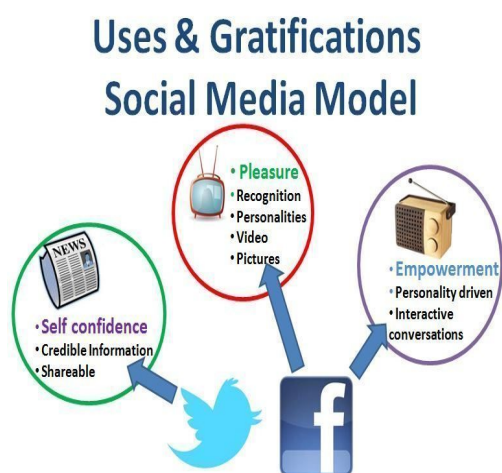 Uses & Gratifications
Social Media Model
• Pleasure
• Recognition
• Personalities
• Video
• Pictures
NEWS
• Self confidence
• Credible Information
• Shareable
• Empowerment
• Personality driven
• Interactive
conversations
f